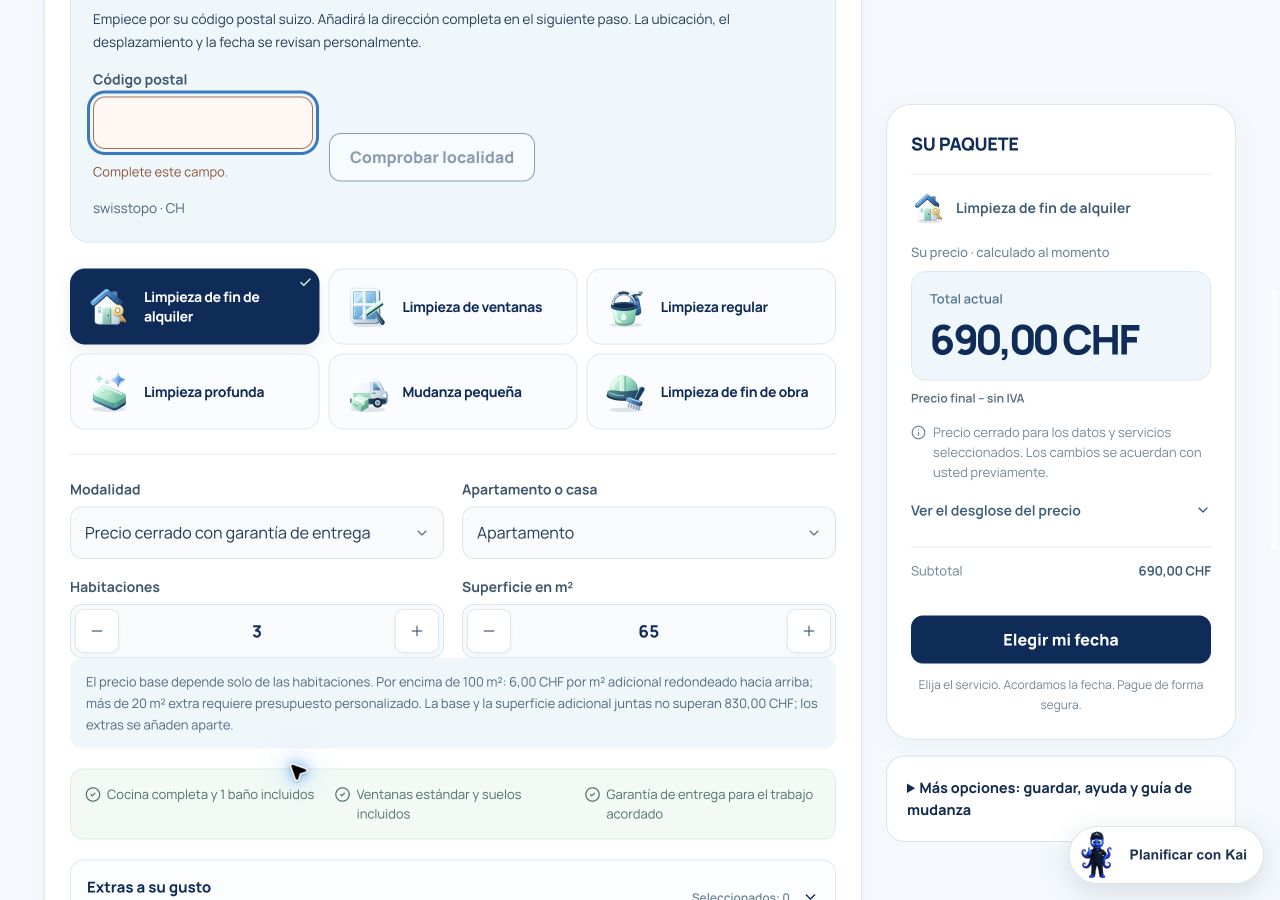 Empiece por su código postal suizo. Añadirá la dirección completa en el siguiente paso. La ubicación, el
desplazamiento y la fecha se revisan personalmente.
Código postal
Comprobar localidad
Complete este campo.
swisstopo · CH
Limpieza de fin de
alquiler
Limpieza de ventanas
Limpieza regular
Limpieza profunda
Mudanza pequeña
Limpieza de fin de obra
Modalidad
Apartamento o casa
Precio cerrado con garantía de entrega
Apartamento
Habitaciones
Superficie en m²
− 3 +
− 65 +
El precio base depende solo de las habitaciones. Por encima de 100 m²: 6,00 CHF por m² adicional redondeado hacia arriba;
más de 20 m² extra requiere presupuesto personalizado. La base y la superficie adicional juntas no superan 830,00 CHF; los
extras se añaden aparte.
Cocina completa y 1 baño incluidos
Ventanas estándar y suelos
incluidos
Garantía de entrega para el trabajo
acordado
Extras a su gusto
Seleccionados: 0
SU PAQUETE
Limpieza de fin de alquiler
Su precio · calculado al momento
Total actual
690,00 CHF
Precio final – sin IVA
Precio cerrado para los datos y servicios
seleccionados. Los cambios se acuerdan con
usted previamente.
Ver el desglose del precio
Subtotal 690,00 CHF
Elegir mi fecha
Elija el servicio. Acordamos la fecha. Pague de forma
segura.
Más opciones: guardar, ayuda y guía de
mudanza
Planificar con Kai